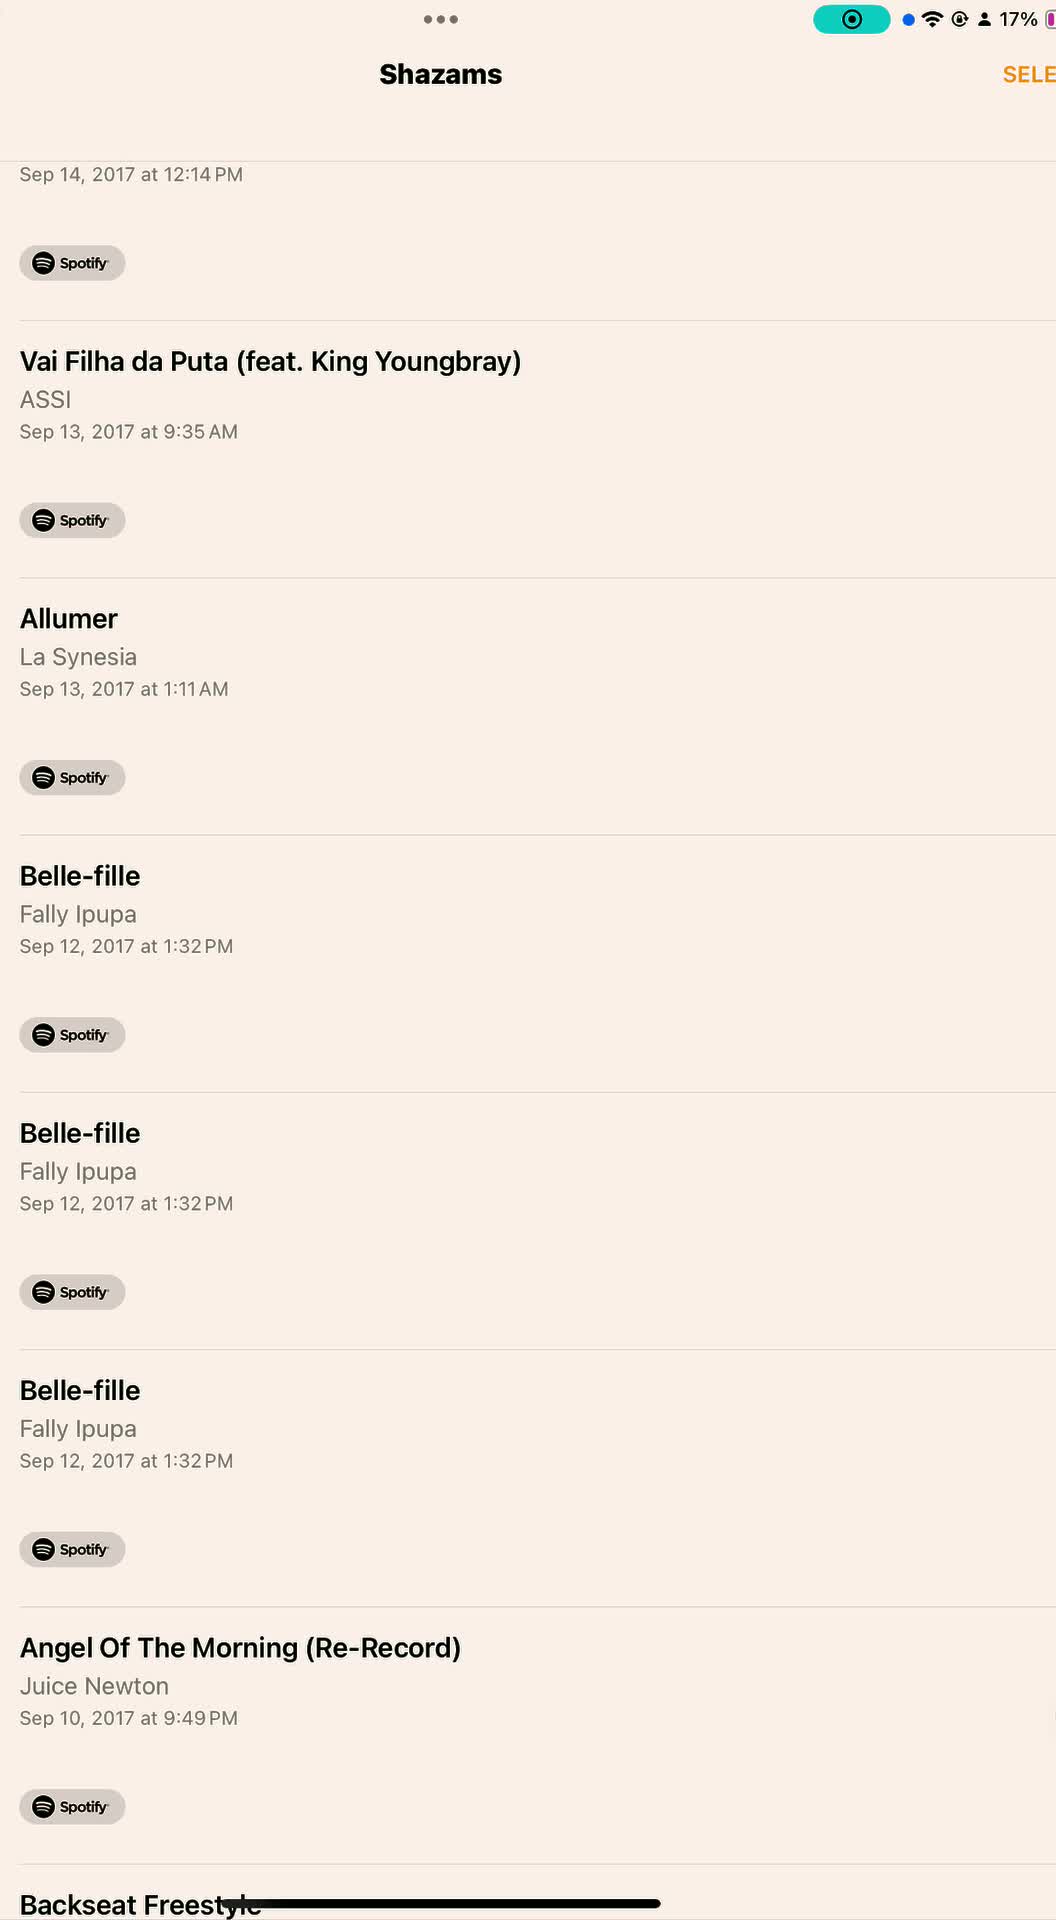 17%
Shazams
SELE
Sep 14, 2017 at 12:14 PM
Spotify
Vai Filha da Puta (feat. King Youngbray)
ASSI
Sep 13, 2017 at 9:35 AM
Spotify
Allumer
La Synesia
Sep 13, 2017 at 1:11 AM
Spotify
Belle-fille
Fally Ipupa
Sep 12, 2017 at 1:32 PM
Spotify
Belle-fille
Fally Ipupa
Sep 12, 2017 at 1:32 PM
Spotify
Belle-fille
Fally Ipupa
Sep 12, 2017 at 1:32 PM
Spotify
Angel Of The Morning (Re-Record)
Juice Newton
Sep 10, 2017 at 9:49 PM
Spotify
Backseat Freestyle